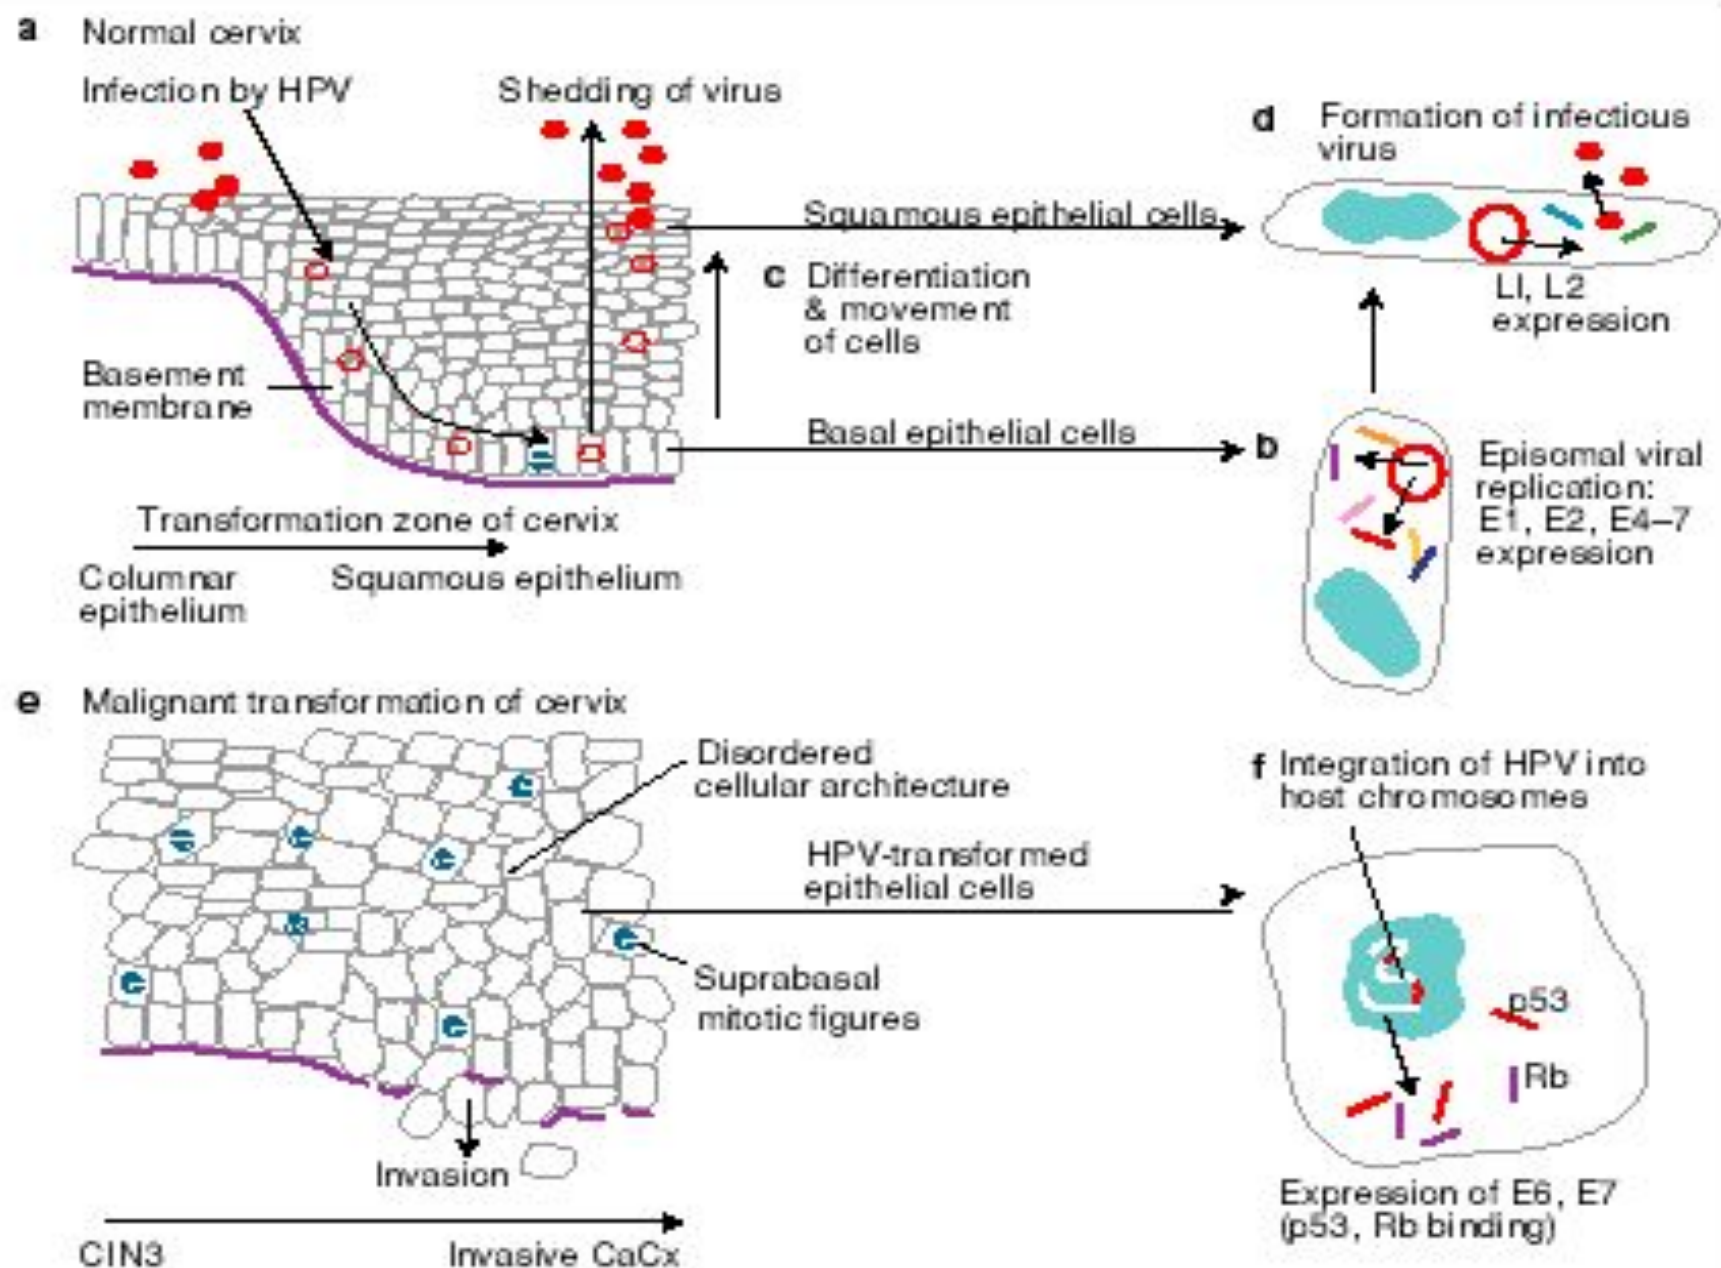 a Normal cervix
Infection by HPV
Shedding of virus
d Formation of infectious
virus
Squamous epithelial cells
c Differentiation
& movement
of cells
LI, L2
expression
Basement
membrane
Basal epithelial cells
b Episomal viral
replication:
E1, E2, E4–7
expression
Transformation zone of cervix
Columnar
epithelium
Squamous epithelium
e Malignant transformation of cervix
Disordered
cellular architecture
f Integration of HPV into
host chromosomes
HPV-transformed
epithelial cells
Suprabasal
mitotic figures
p53
Rb
Invasion
Expression of E6, E7
(p53, Rb binding)
CIN3
Invasive CaCx